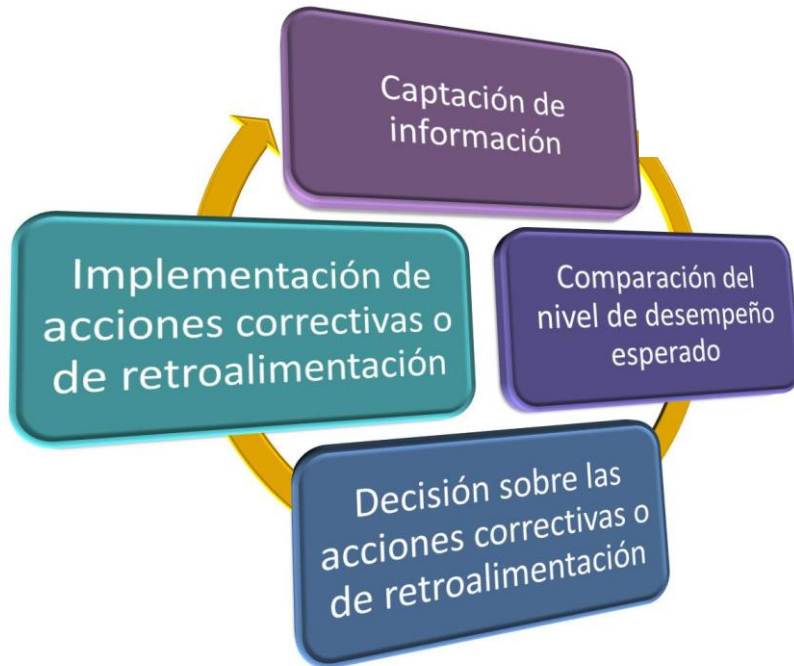 Captación de
información
Comparación del
nivel de desempeño
esperado
Decisión sobre las
acciones correctivas o
de retroalimentación
Implementación de
acciones correctivas o
de retroalimentación